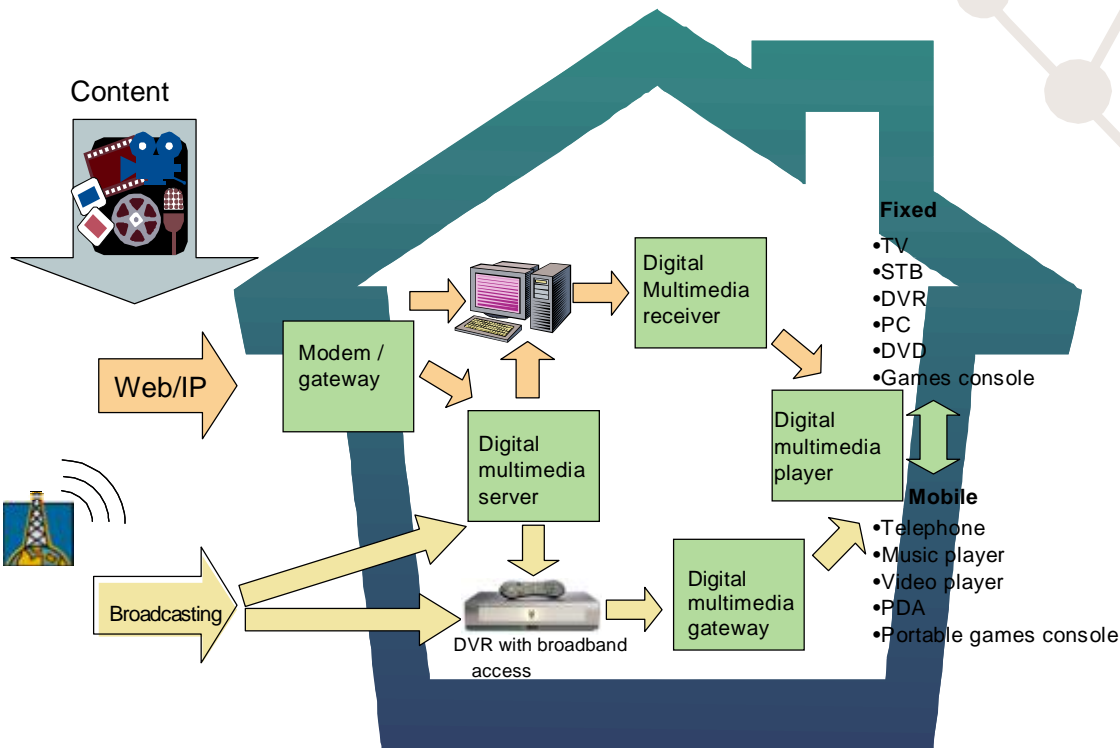 Content
Fixed
•TV
•STB
•DVR
•PC
•DVD
•Games console
Digital
Multimedia
receiver
Modem /
gateway
Web/IP
Digital
multimedia
player
Digital
multimedia
server
Mobile
•Telephone
•Music player
•Video player
•PDA
•Portable games console
Broadcasting
Digital
multimedia
gateway
DVR with broadband
access